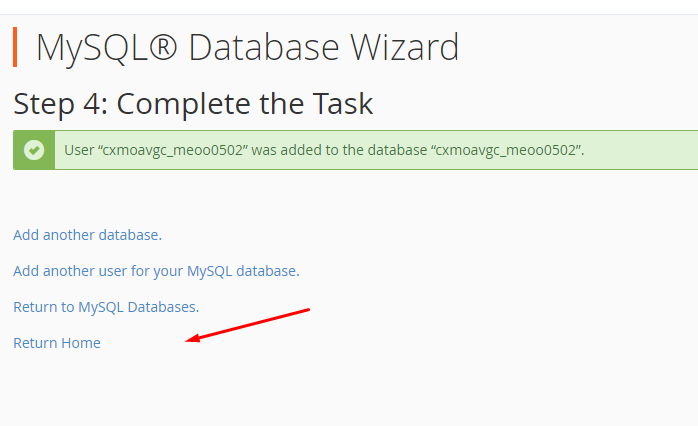 MySQL® Database Wizard
Step 4: Complete the Task
User “cxmoavgc_meoo0502” was added to the database “cxmoavgc_meoo0502”.
Add another database.
Add another user for your MySQL database.
Return to MySQL Databases.
Return Home